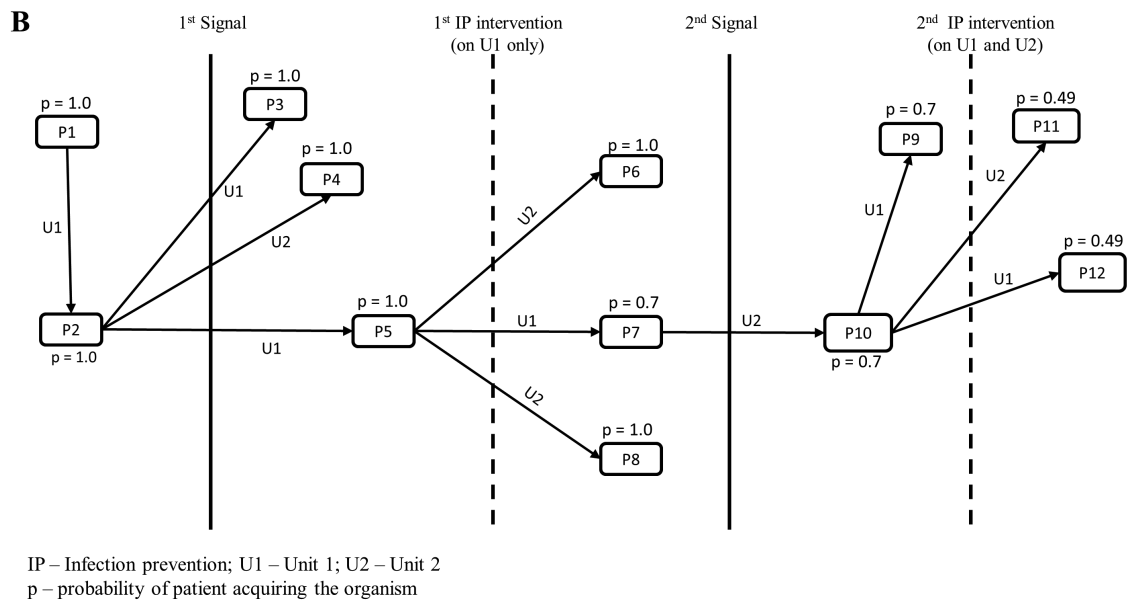 B
1st Signal
1st IP intervention
(on U1 only)
2nd Signal
2nd IP intervention
(on U1 and U2)
p = 1.0
P1
U1
P2
p = 1.0
p = 1.0
P3
U1
p = 1.0
P4
U2
U1
p = 1.0
P5
U2
p = 1.0
P6
U1
p = 0.7
P7
U2
p = 1.0
P8
U2
P10
p = 0.7
U1
p = 0.7
P9
U2
p = 0.49
P11
U1
p = 0.49
P12
IP – Infection prevention; U1 – Unit 1; U2 – Unit 2
p – probability of patient acquiring the organism